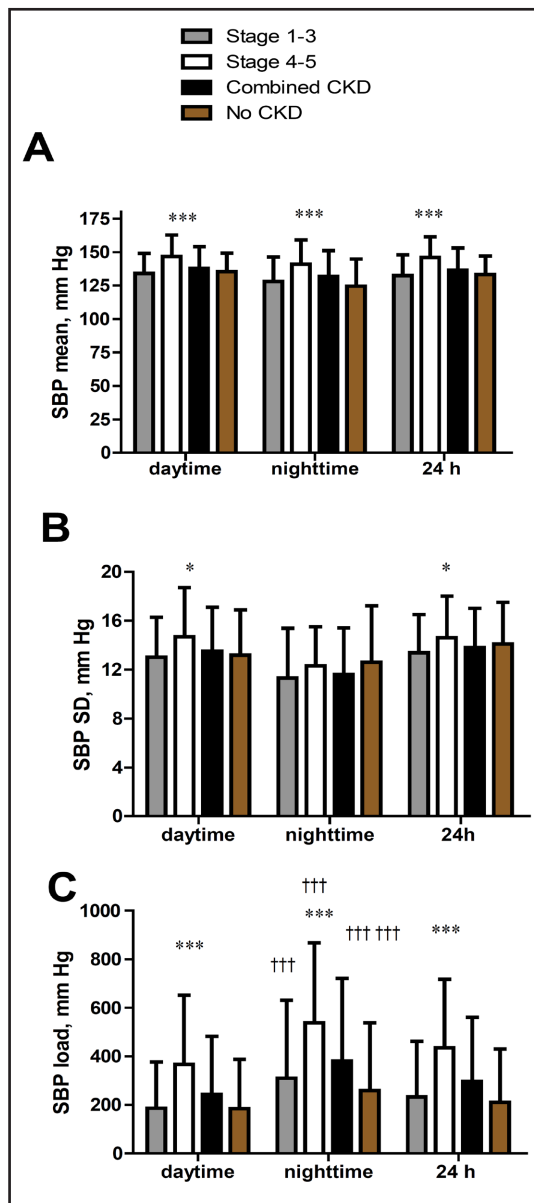 Stage 1-3
Stage 4-5
Combined CKD
No CKD
A
SBP mean, mm Hg
175
150
125
100
75
50
25
0
***
***
***
daytime
nighttime
24 h
B
SBP SD, mm Hg
20
16
12
8
4
0
*
*
daytime
nighttime
24h
C
SBP load, mm Hg
1000
800
600
400
200
0
***
†††
†††
***
††† †††
***
daytime
nighttime
24 h